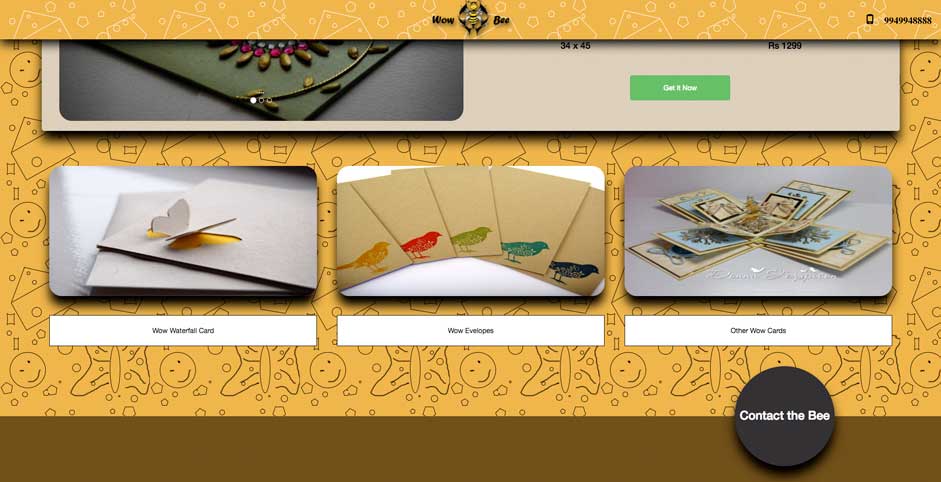 Wow Bee
9949948888
34 x 45
Rs 1299
Get it Now
Wow Waterfall Card
Wow Evelopes
Other Wow Cards
Contact the Bee